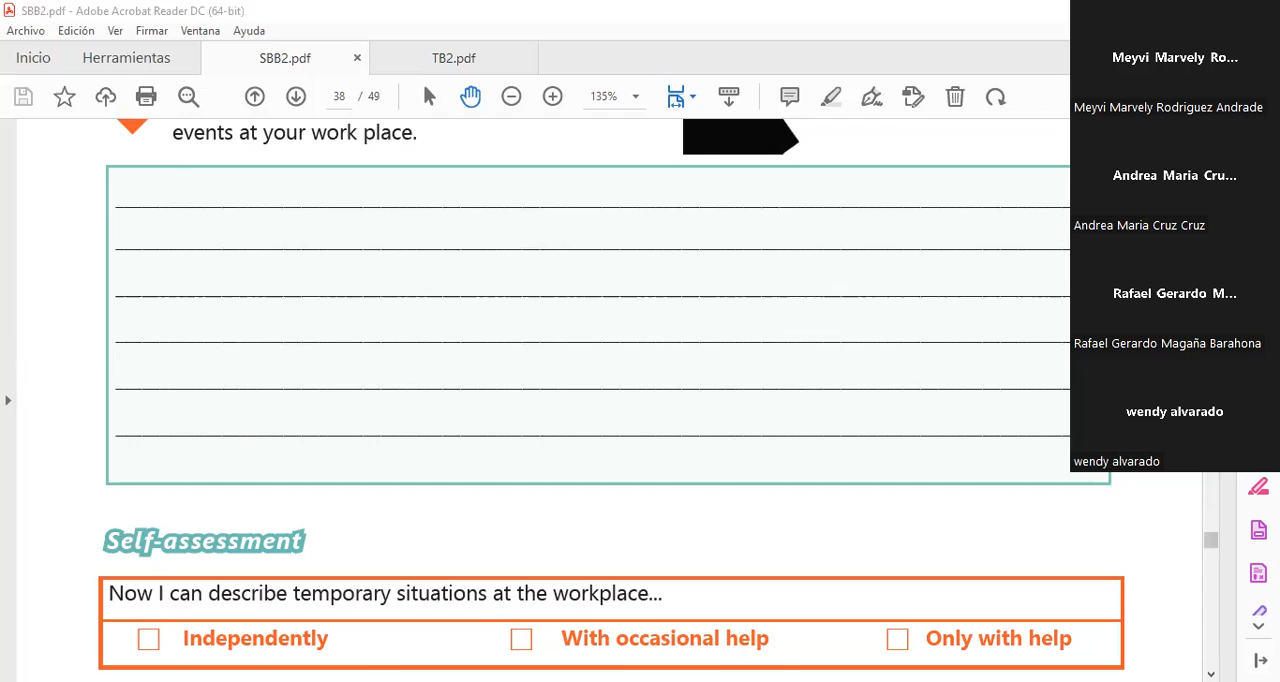 SBB2.pdf - Adobe Acrobat Reader DC (64-bit)
Archivo Edición Ver Firmar Ventana Ayuda
Inicio Herramientas SBB2.pdf × TB2.pdf
38 / 49 135%
events at your work place.
Meyvi Marvely Ro...
Meyvi Marvely Rodriguez Andrade
Andrea Maria Cru...
Andrea Maria Cruz Cruz
Rafael Gerardo M...
Rafael Gerardo Magaña Barahona
wendy alvarado
wendy alvarado
Self-assessment
Now I can describe temporary situations at the workplace...
Independently With occasional help Only with help